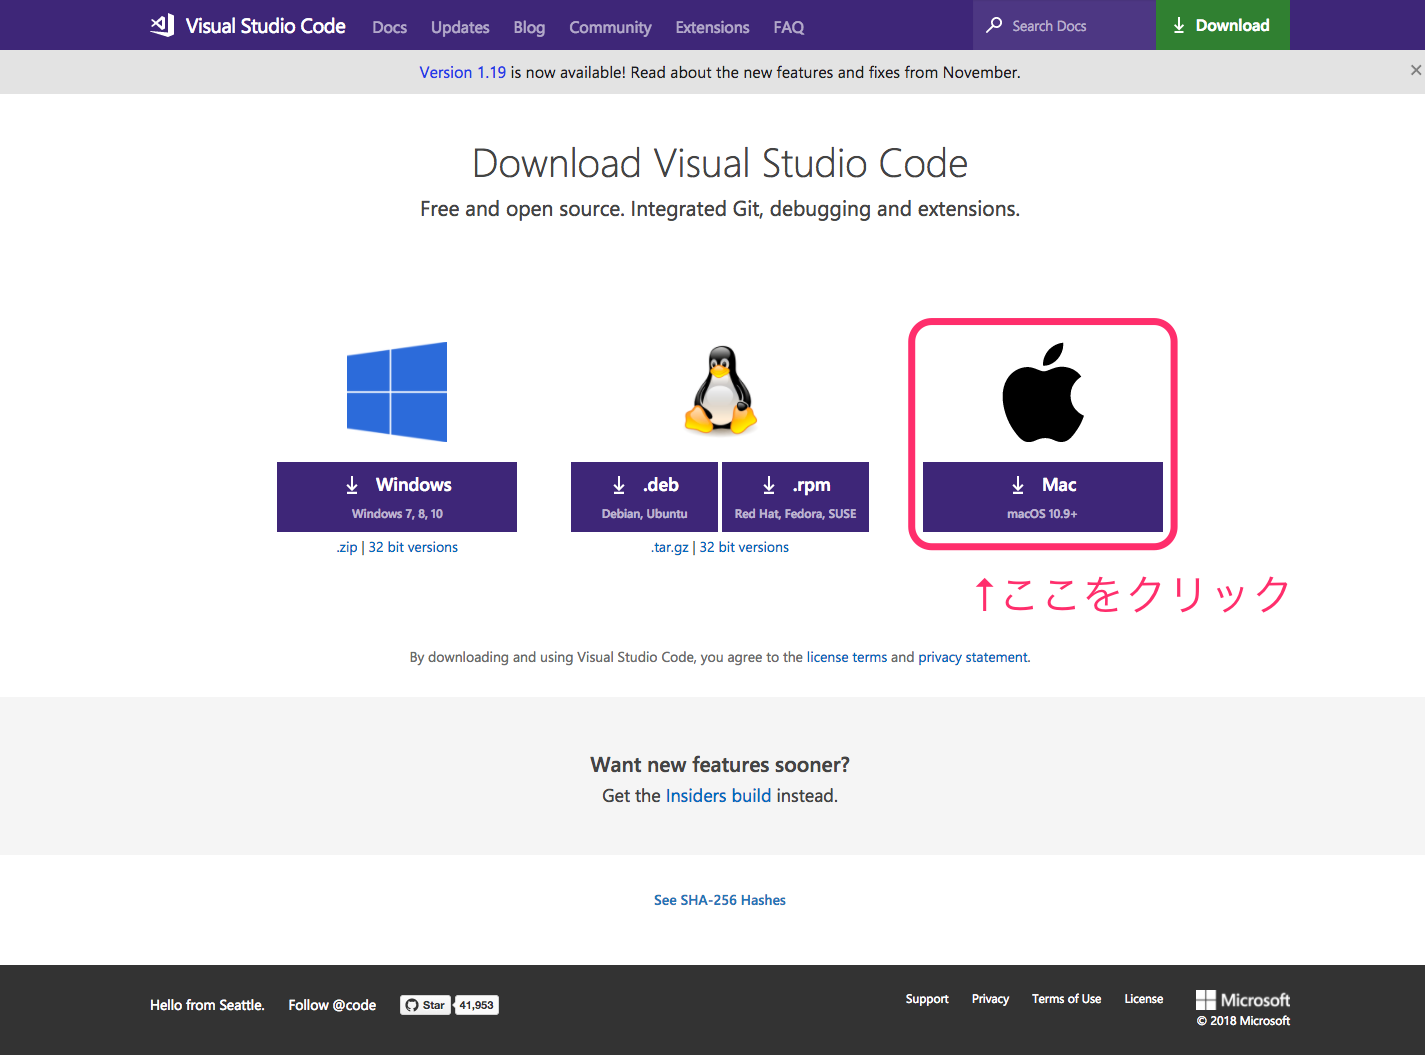 Visual Studio Code Docs Updates Blog Community Extensions FAQ Search Docs Download
Version 1.19 is now available! Read about the new features and fixes from November.
Download Visual Studio Code
Free and open source. Integrated Git, debugging and extensions.
Windows
Windows 7, 8, 10
.zip | 32 bit versions
.deb
Debian, Ubuntu
.rpm
Red Hat, Fedora, SUSE
.tar.gz | 32 bit versions
Mac
macOS 10.9+
↑ここをクリック
By downloading and using Visual Studio Code, you agree to the license terms and privacy statement.
Want new features sooner?
Get the Insiders build instead.
See SHA-256 Hashes
Hello from Seattle. Follow @code Star 41,953 Support Privacy Terms of Use License Microsoft
© 2018 Microsoft